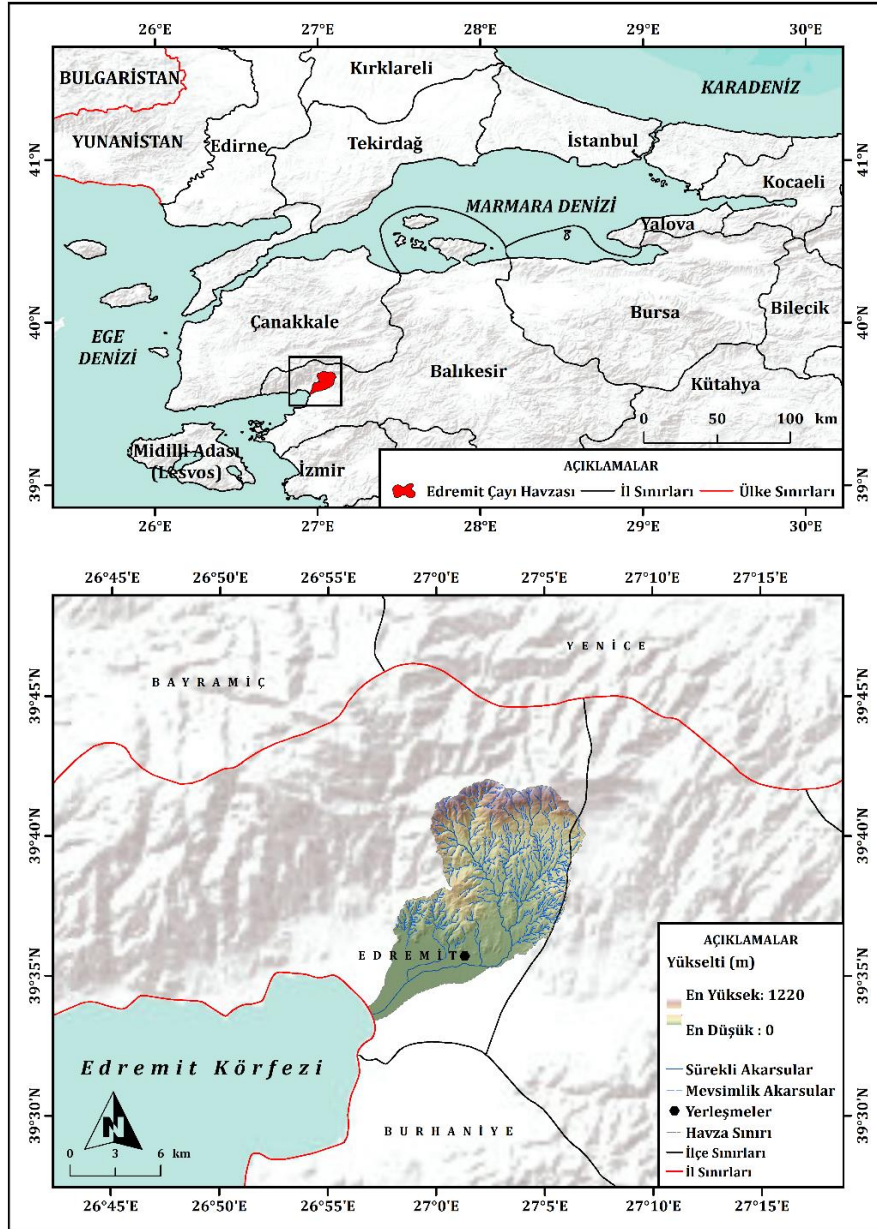 26°E 27°E 28°E 29°E 30°E
BULGARİSTAN
Kırklareli
KARADENİZ
YUNANİSTAN
Edirne
Tekirdağ
İstanbul
41°N
41°N
Kocaeli
MARMARA DENİZİ
Yalova
Çanakkale
Bursa
Bilecik
40°N
40°N
EGE
DENİZİ
Balıkesir
Kütahya
0 50 100 km
Midilli Adası
(Lesvos)
İzmir
AÇIKLAMALAR
Edremit Çayı Havzası İl Sınırları Ülke Sınırları
39°N
39°N
26°E 27°E 28°E 29°E 30°E
26°45'E 26°50'E 26°55'E 27°0'E 27°5'E 27°10'E 27°15'E
YENİCE
BAYRAMİÇ
39°45'N
39°45'N
39°40'N
39°40'N
EDREMİT
39°35'N
39°35'N
AÇIKLAMALAR
Yükselti (m)
En Yüksek: 1220
En Düşük : 0
Sürekli Akarsular
Mevsimlik Akarsular
Yerleşmeler
Havza Sınırı
İlçe Sınırları
İl Sınırları
Edremit Körfezi
39°30'N
39°30'N
BURHANİYE
N
0 3 6 km
26°45'E 26°50'E 26°55'E 27°0'E 27°5'E 27°10'E 27°15'E